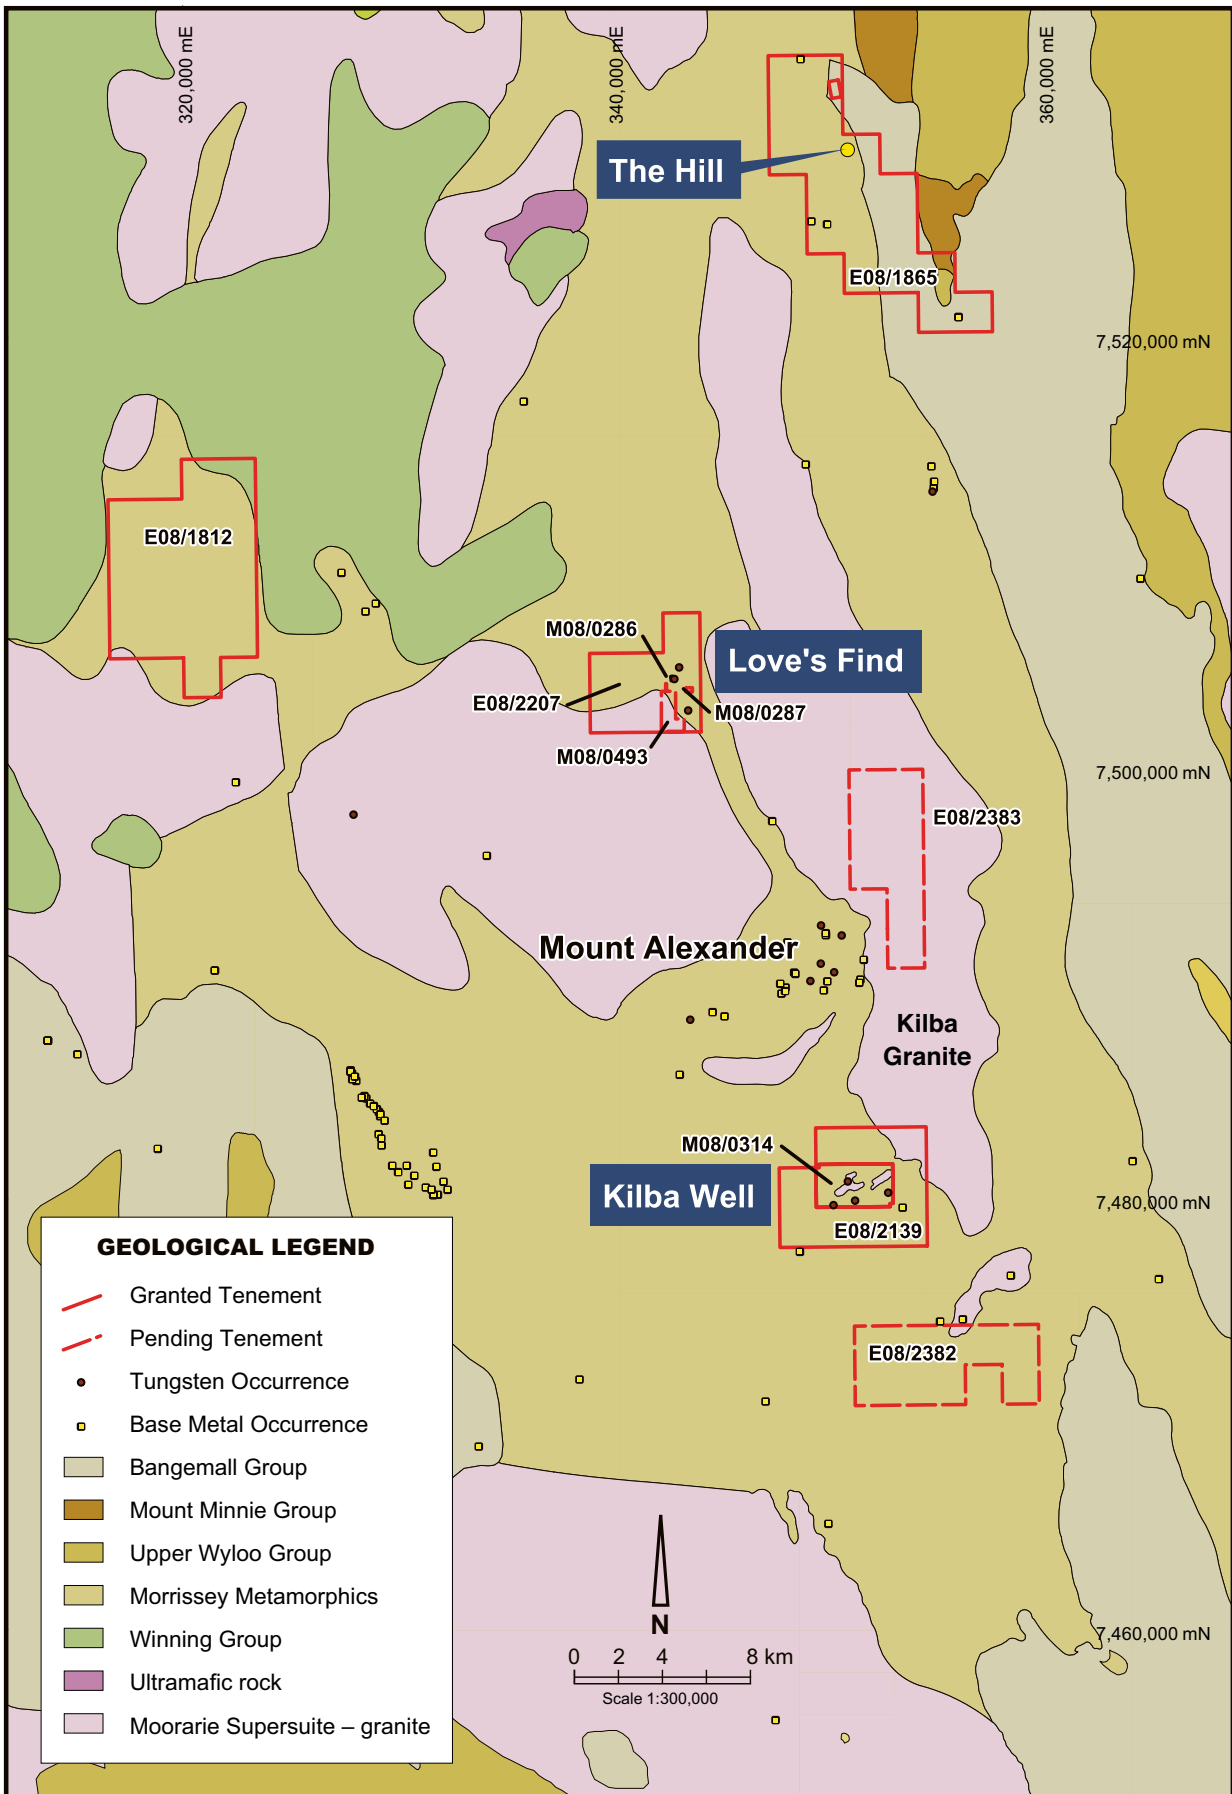 320,000 mE
340,000 mE
360,000 mE
The Hill
E08/1865
7,520,000 mN
E08/1812
M08/0286
Love's Find
E08/2207
M08/0287
M08/0493
7,500,000 mN
E08/2383
Mount Alexander
Kilba
Granite
M08/0314
Kilba Well
7,480,000 mN
E08/2139
E08/2382
GEOLOGICAL LEGEND
Granted Tenement
Pending Tenement
Tungsten Occurrence
Base Metal Occurrence
Bangemall Group
Mount Minnie Group
Upper Wyloo Group
Morrissey Metamorphics
Winning Group
Ultramafic rock
Moorarie Supersuite – granite
N
0 2 4 8 km
Scale 1:300,000
7,460,000 mN